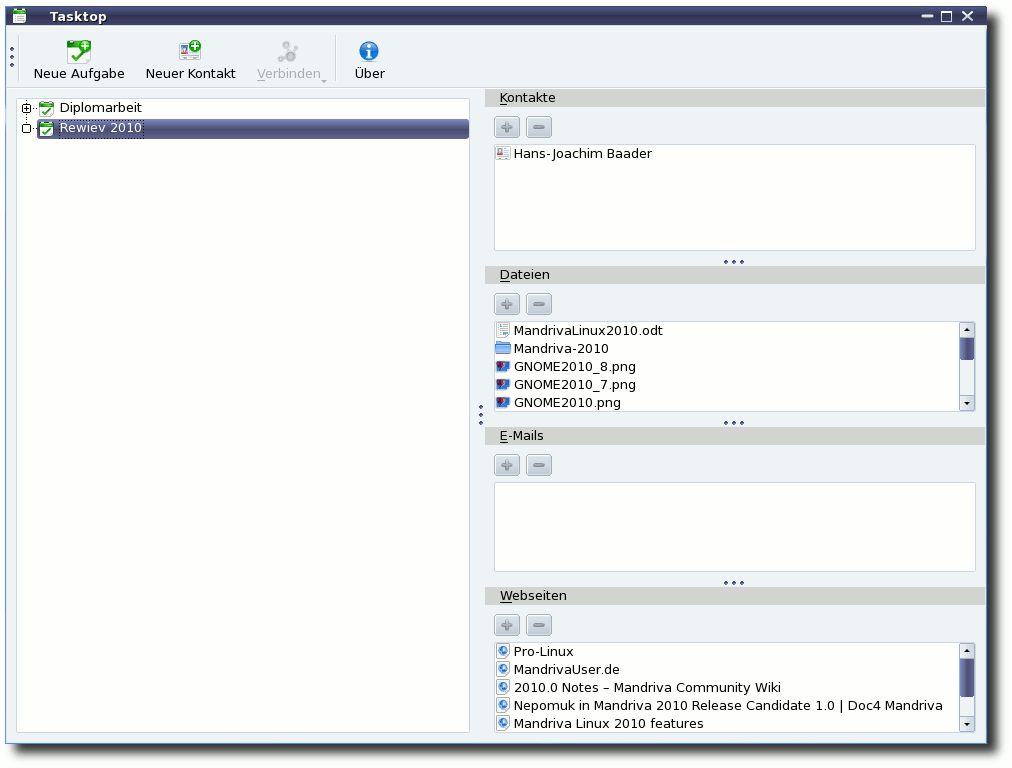 Tasktop
Neue Aufgabe
Neuer Kontakt
Verbinden
Über
Diplomarbeit
Rewiev 2010
Kontakte
Hans-Joachim Baader
Dateien
MandrivaLinux2010.odt
Mandriva-2010
GNOME2010_8.png
GNOME2010_7.png
GNOME2010.png
E-Mails
Webseiten
Pro-Linux
MandrivaUser.de
2010.0 Notes – Mandriva Community Wiki
Nepomuk in Mandriva 2010 Release Candidate 1.0 | Doc4 Mandriva
Mandriva Linux 2010 features